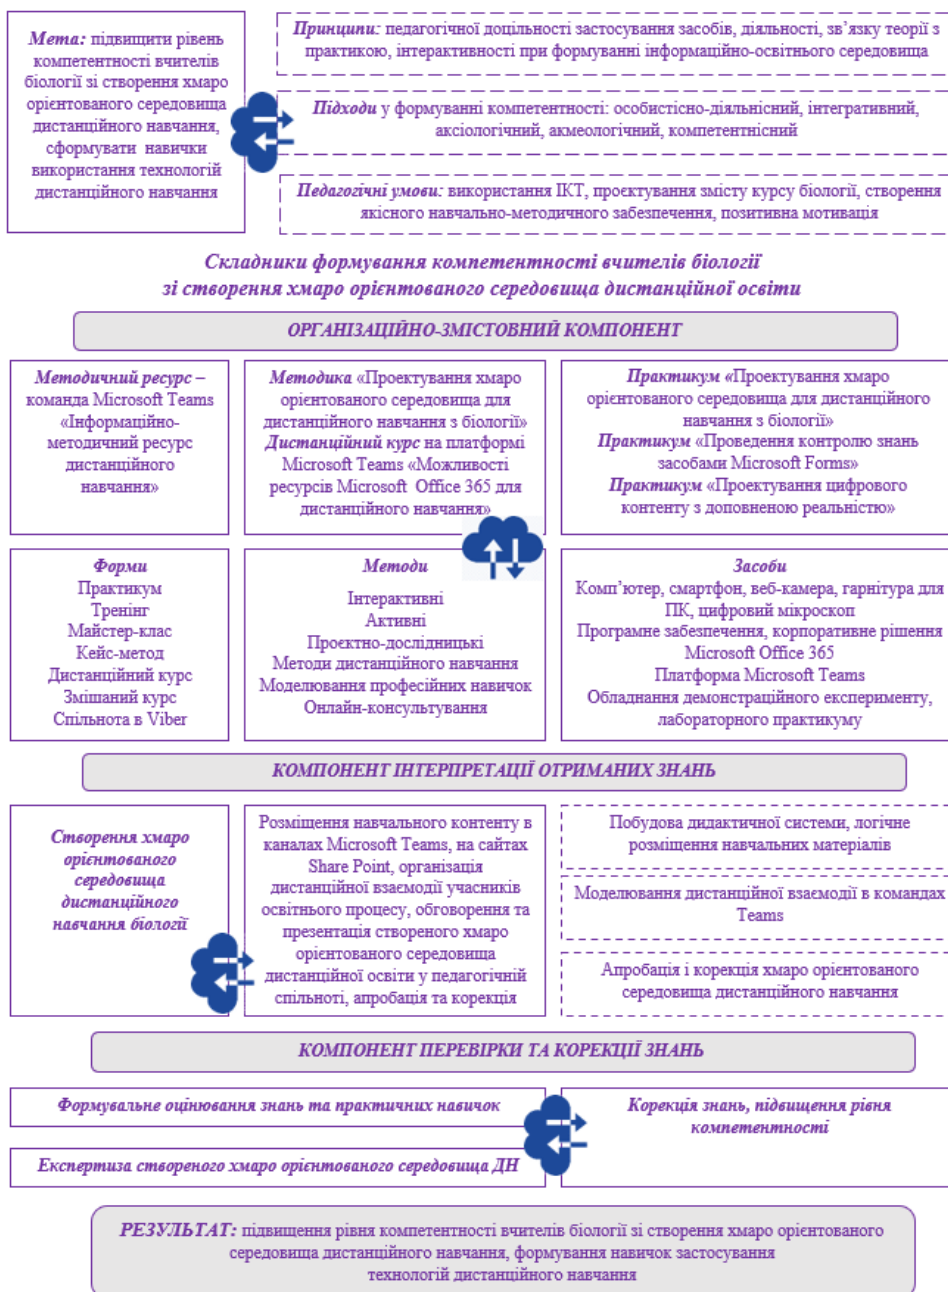 Мета: підвищити рівень
компетентності вчителів
біології зі створення хмаро
орієнтованого середовища
дистанційного навчання,
сформувати навички
використання технологій
дистанційного навчання
Принципи: педагогічної доцільності застосування засобів, діяльності, зв’язку теорії з
практикою, інтерактивності при формуванні інформаційно-освітнього середовища
Підходи у формуванні компетентності: особистісно-діяльнісний, інтегративний,
аксіологічний, акмеологічний, компетентнісний
Педагогічні умови: використання ІКТ, проєктування змісту курсу біології, створення
якісного навчально-методичного забезпечення, позитивна мотивація
Складники формування компетентності вчителів біології
зі створення хмаро орієнтованого середовища дистанційної освіти
ОРГАНІЗАЦІЙНО-ЗМІСТОВНИЙ КОМПОНЕНТ
Методичний ресурс –
команда Microsoft Teams
«Інформаційно-
методичний ресурс
дистанційного
навчання»
Методика «Проектування хмаро
орієнтованого середовища для
дистанційного навчання з біології»
Дистанційний курс на платформі
Microsoft Teams «Можливості
ресурсів Microsoft Office 365 для
дистанційного навчання»
Практикум «Проектування хмаро
орієнтованого середовища для дистанційного
навчання з біології»
Практикум «Проведення контролю знань
засобами Microsoft Forms»
Практикум «Проектування цифрового
контенту з доповненою реальністю»
Форми
Практикум
Тренінг
Майстер-клас
Кейс-метод
Дистанційний курс
Змішаний курс
Спільнота в Viber
Методи
Інтерактивні
Активні
Проєктно-дослідницькі
Методи дистанційного навчання
Моделювання професійних навичок
Онлайн-консультування
Засоби
Комп’ютер, смартфон, веб-камера, гарнітура для
ПК, цифровий мікроскоп
Програмне забезпечення, корпоративне рішення
Microsoft Office 365
Платформа Microsoft Teams
Обладнання демонстраційного експерименту,
лабораторного практикуму
КОМПОНЕНТ ІНТЕРПРЕТАЦІЇ ОТРИМАНИХ ЗНАНЬ
Створення хмаро
орієнтованого
середовища
дистанційного
навчання біології
Розміщення навчального контенту в
каналах Microsoft Teams, на сайтах
Share Point, організація
дистанційної взаємодії учасників
освітнього процесу, обговорення та
презентація створеного хмаро
орієнтованого середовища
дистанційної освіти у педагогічній
спільноті, апробація та корекція
Побудова дидактичної системи, логічне
розміщення навчальних матеріалів
Моделювання дистанційної взаємодії в командах
Teams
Апробація і корекція хмаро орієнтованого
середовища дистанційного навчання
КОМПОНЕНТ ПЕРЕВІРКИ ТА КОРЕКЦІЇ ЗНАНЬ
Формувальне оцінювання знань та практичних навичок
Експертиза створеного хмаро орієнтованого середовища ДН
Корекція знань, підвищення рівня
компетентності
РЕЗУЛЬТАТ: підвищення рівня компетентності вчителів біології зі створення хмаро орієнтованого
середовища дистанційного навчання, формування навичок застосування
технологій дистанційного навчання